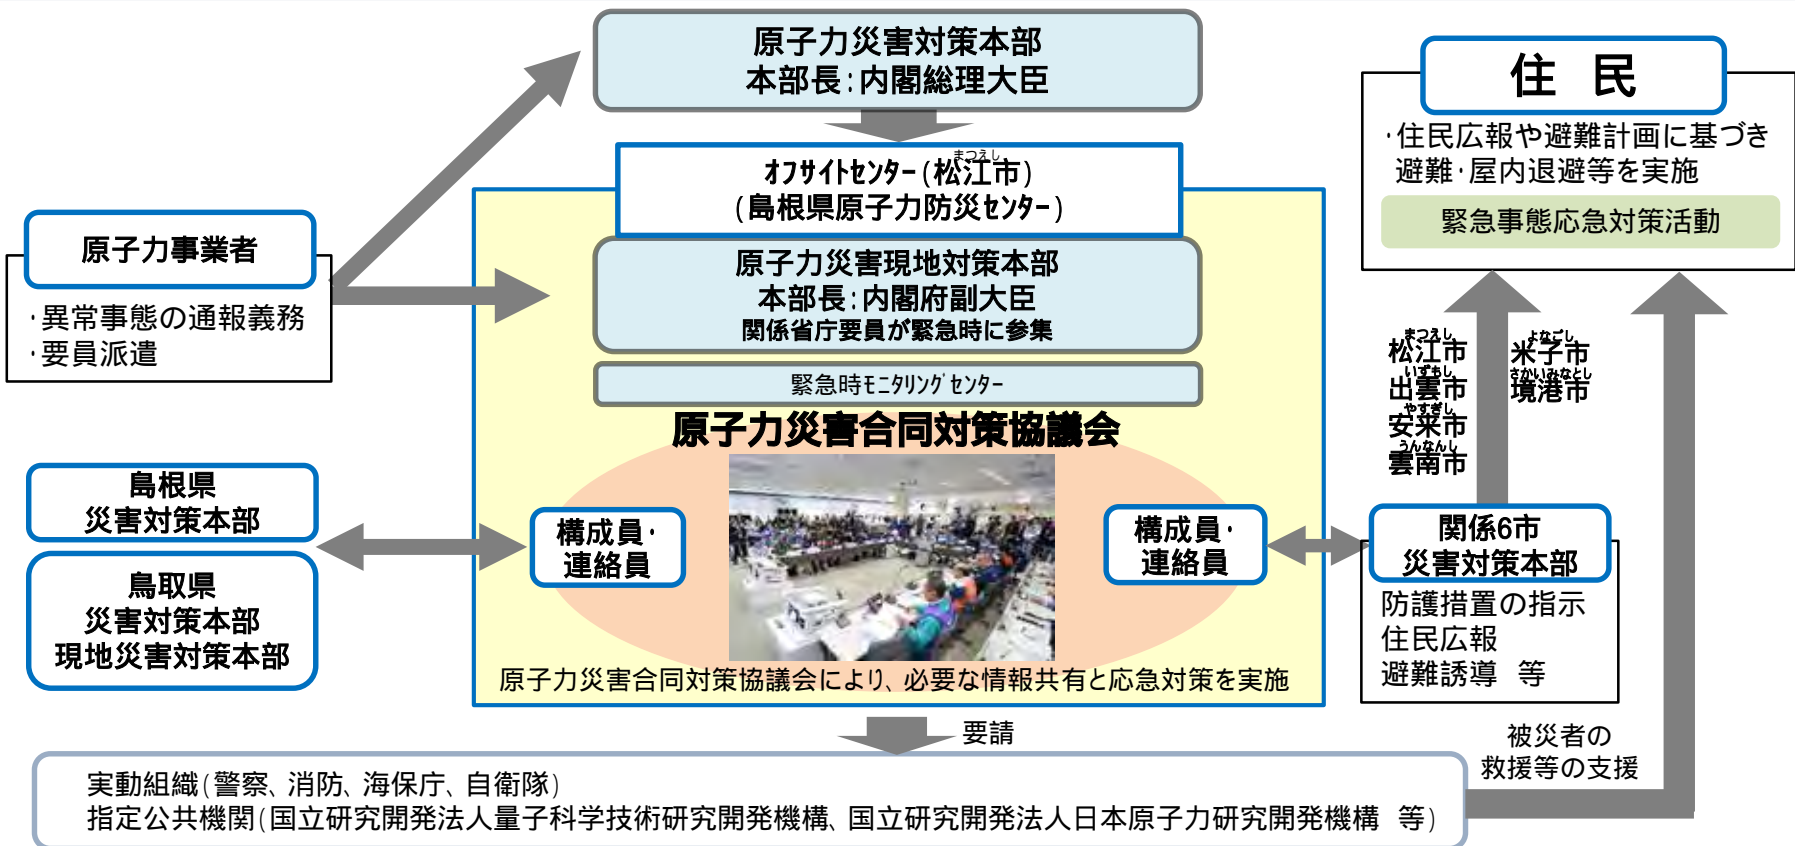 原子力災害対策本部
本部長:内閣総理大臣
オフサイトセンター(松江市)
まつえし
(島根県原子力防災センター)
原子力災害現地対策本部
本部長:内閣府副大臣
関係省庁要員が緊急時に参集
緊急時モニタリングセンター
原子力災害合同対策協議会
構成員・
連絡員
構成員・
連絡員
原子力災害合同対策協議会により、必要な情報共有と応急対策を実施
原子力事業者
・異常事態の通報義務
・要員派遣
島根県
災害対策本部
鳥取県
災害対策本部
現地災害対策本部
住 民
・住民広報や避難計画に基づき
避難・屋内退避等を実施
緊急事態応急対策活動
まつえし
松江市
いずもし
出雲市
やすぎし
安来市
うんなんし
雲南市
よなごし
米子市
さかいみなとし
境港市
関係6市
災害対策本部
防護措置の指示
住民広報
避難誘導 等
要請
被災者の
救援等の支援
実動組織(警察、消防、海保庁、自衛隊)
指定公共機関(国立研究開発法人量子科学技術研究開発機構、国立研究開発法人日本原子力研究開発機構 等)